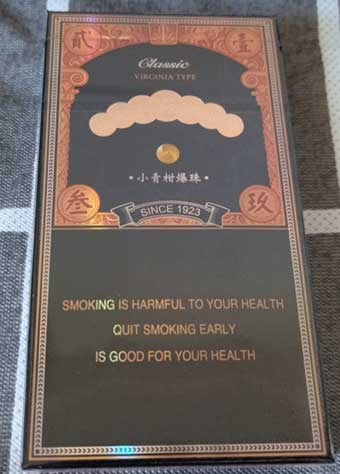 貳 壹
Classic
VIRGINIA TYPE
•小青柑爆珠•
叁 玖
SINCE 1923
SMOKING IS HARMFUL TO YOUR HEALTH
QUIT SMOKING EARLY
IS GOOD FOR YOUR HEALTH